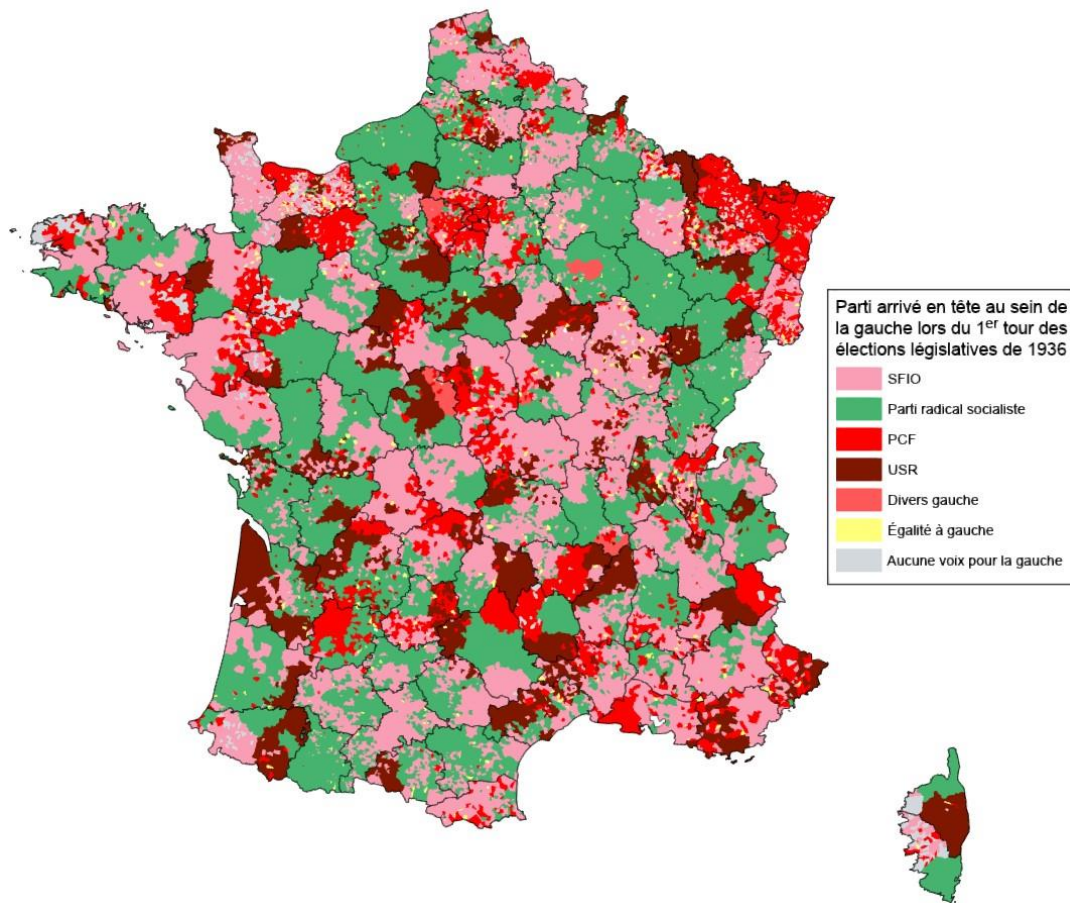 Parti arrivé en tête au sein de
la gauche lors du 1er tour des
élections législatives de 1936
SFIO
Parti radical socialiste
PCF
USR
Divers gauche
Égalité à gauche
Aucune voix pour la gauche